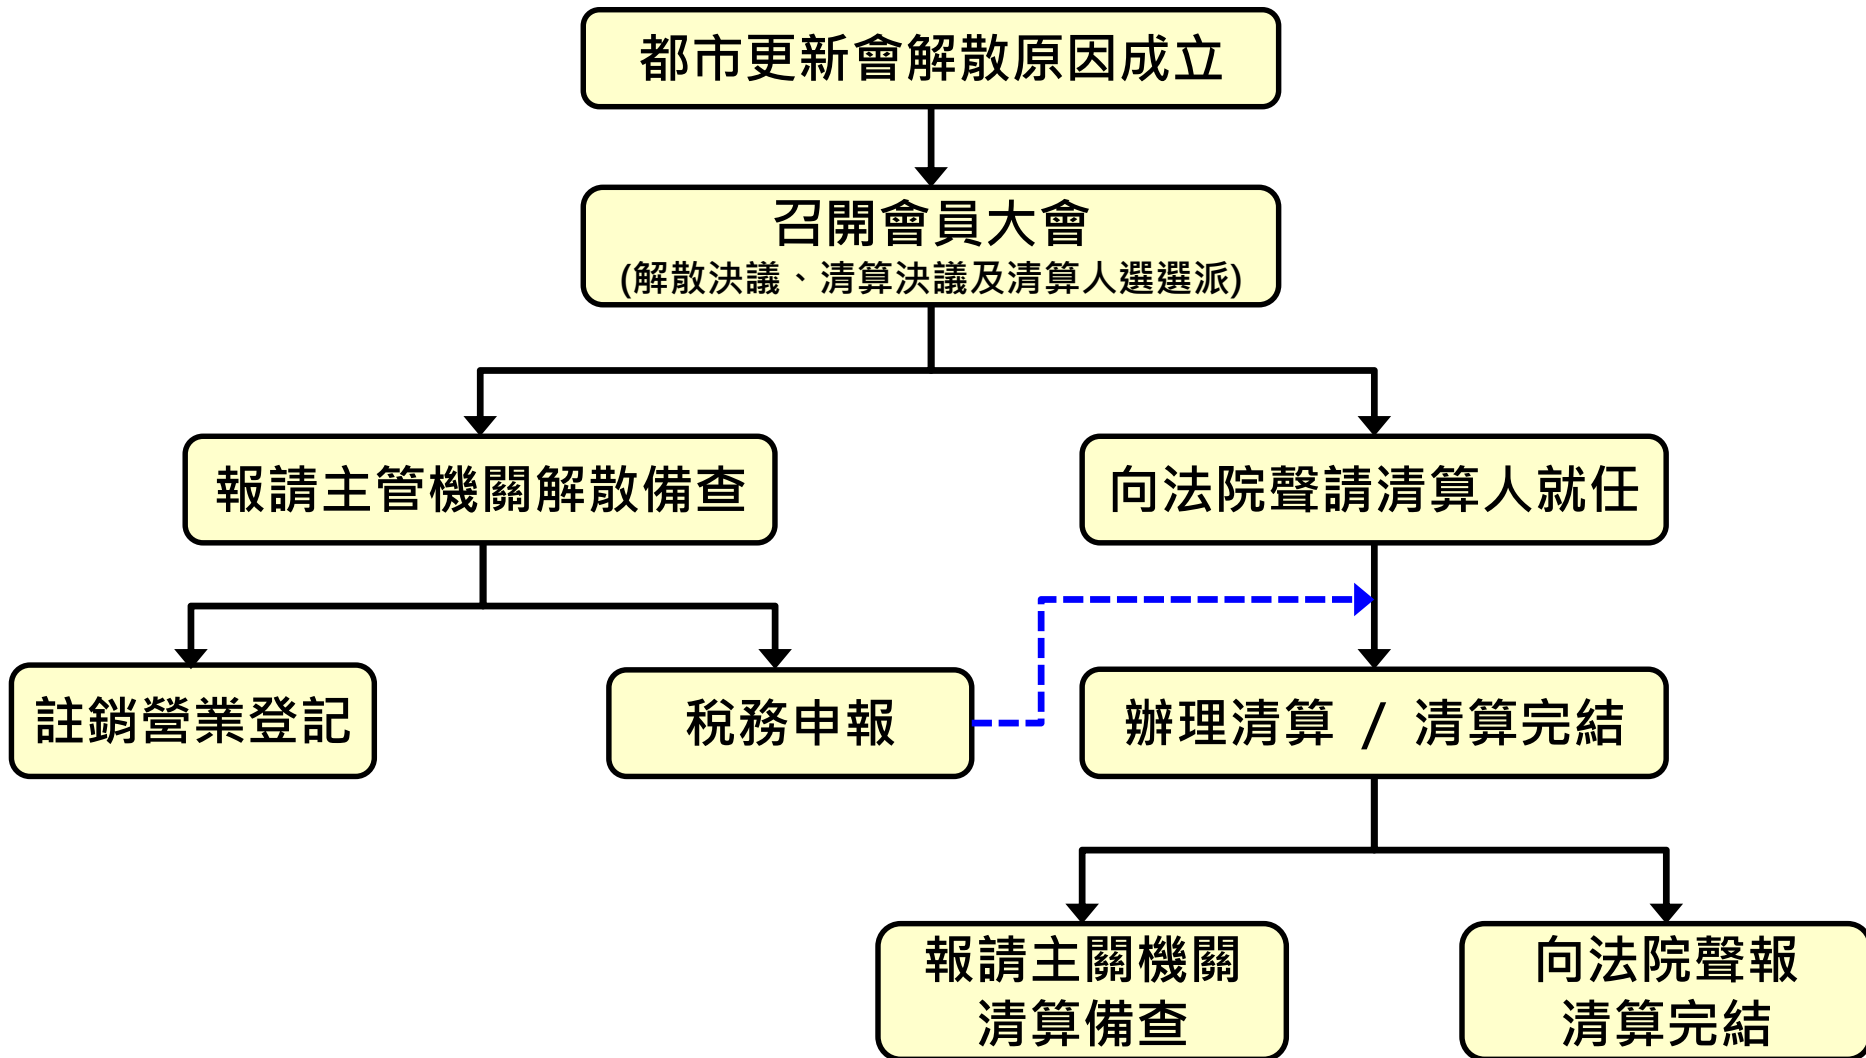 都市更新會解散原因成立
召開會員大會
(解散決議、清算決議及清算人選選派)
報請主管機關解散備查
向法院聲請清算人就任
註銷營業登記
稅務申報
辦理清算 / 清算完結
報請主關機關
清算備查
向法院聲報
清算完結